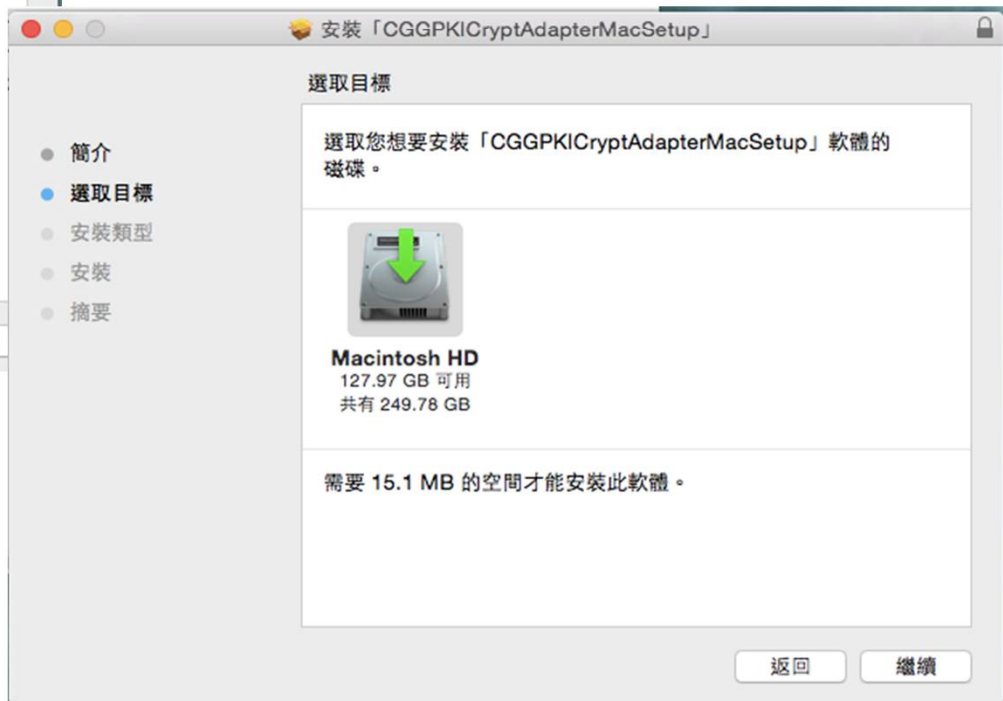 安裝「CGGPKICryptAdapterMacSetup」
選取目標
簡介
選取目標
安裝類型
安裝
摘要
選取您想要安裝「CGGPKICryptAdapterMacSetup」軟體的
磁碟。
Macintosh HD
127.97 GB 可用
共有 249.78 GB
需要 15.1 MB 的空間才能安裝此軟體。
返回
繼續